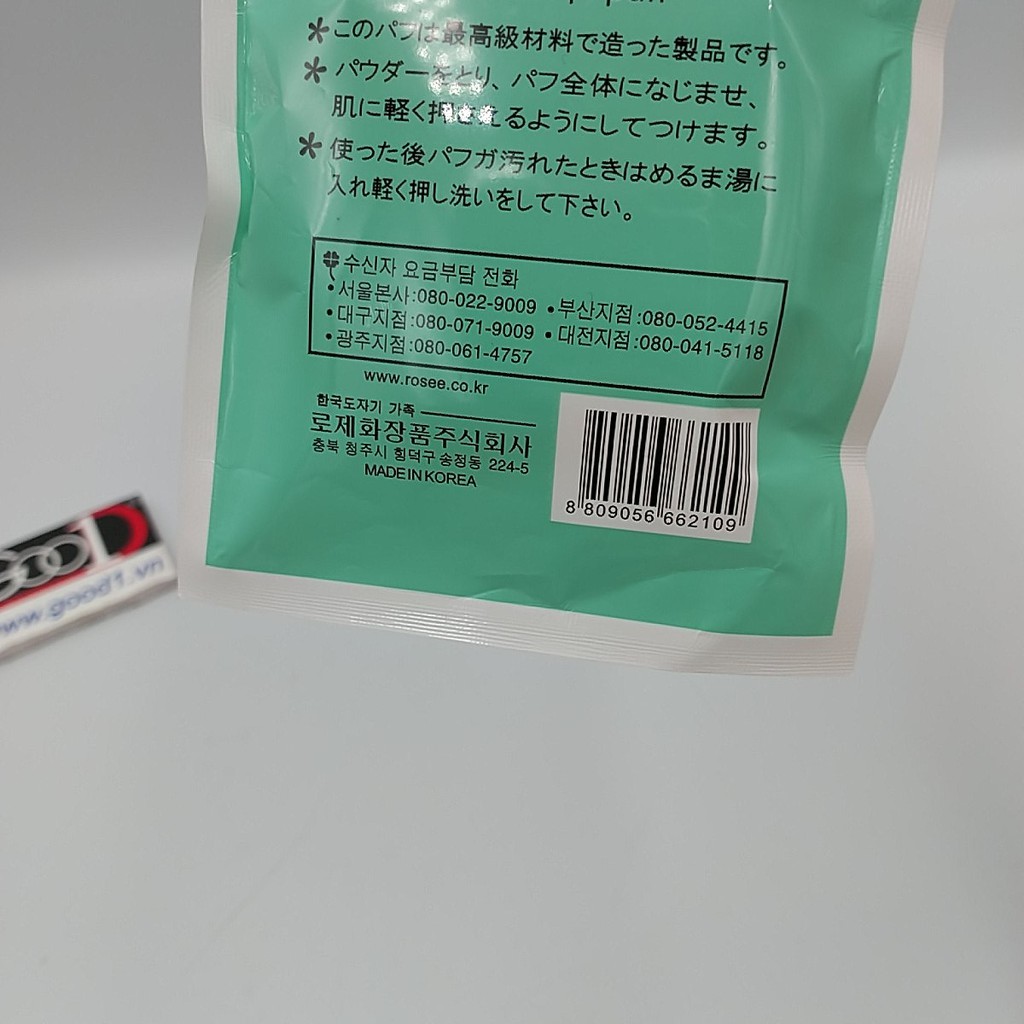 ＊このパフは最高級材料で造った製品です。
＊パウダーをとり、パフ全体になじませ、
肌に軽く押さえるようにしてつけます。
＊使った後パフガ汚れたときはめるま湯に
入れ軽く押し洗いをして下さい。
수신자 요금부담 전화
•서울본사:080-022-9009 •부산지점:080-052-4415
•대구지점:080-071-9009 •대전지점:080-041-5118
•광주지점:080-061-4757
www.rosee.co.kr
한국도자기 가족
로제화장품주식회사
충북 청주시 흥덕구 송정동 224-5
MADE IN KOREA
8 809056 662109
GooD
www.good1.vn